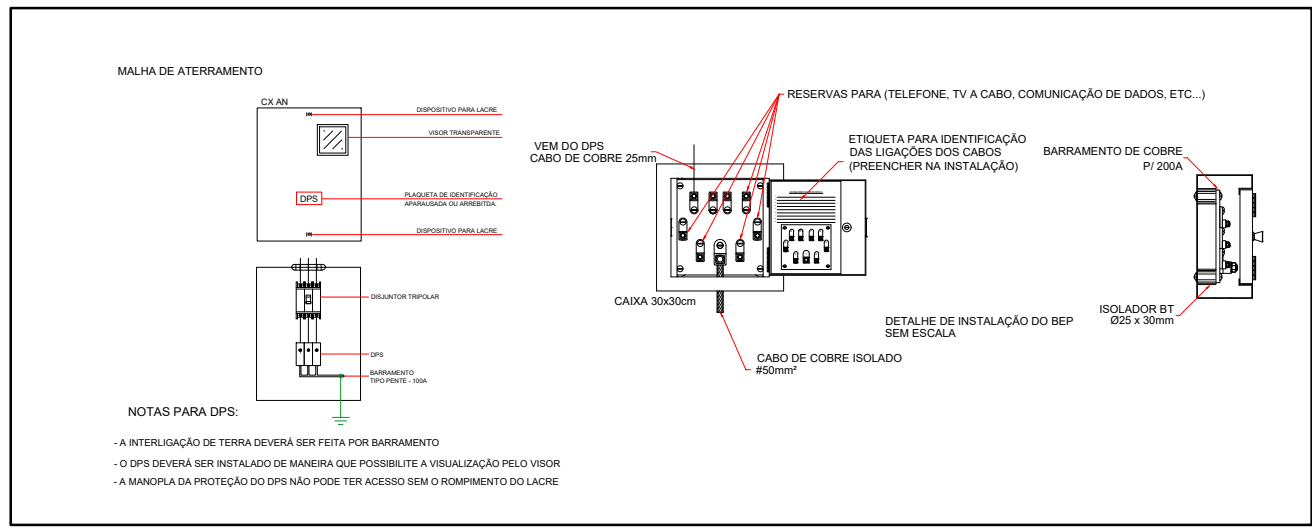 MALHA DE ATERRAMENTO
CX AN
DISPOSITIVO PARA LACRE
VISOR TRANSPARENTE
DPS
PLAQUETA DE IDENTIFICAÇÃO
APARAUSADA OU ARREBITDA.
DISPOSITIVO PARA LACRE
DISJUNTOR TRIPOLAR
DPS
BARRAMENTO
TIPO PENTE - 100A
NOTAS PARA DPS:
- A INTERLIGAÇÃO DE TERRA DEVERÁ SER FEITA POR BARRAMENTO
- O DPS DEVERÁ SER INSTALADO DE MANEIRA QUE POSSIBILITE A VISUALIZAÇÃO PELO VISOR
- A MANOPLA DA PROTEÇÃO DO DPS NÃO PODE TER ACESSO SEM O ROMPIMENTO DO LACRE
RESERVAS PARA (TELEFONE, TV A CABO, COMUNICAÇÃO DE DADOS, ETC...)
VEM DO DPS
CABO DE COBRE 25mm
ETIQUETA PARA IDENTIFICAÇÃO
DAS LIGAÇÕES DOS CABOS
(PREENCHER NA INSTALAÇÃO)
CAIXA 30x30cm
CABO DE COBRE ISOLADO
#50mm²
DETALHE DE INSTALAÇÃO DO BEP
SEM ESCALA
BARRAMENTO DE COBRE
P/ 200A
ISOLADOR BT
Ø25 x 30mm